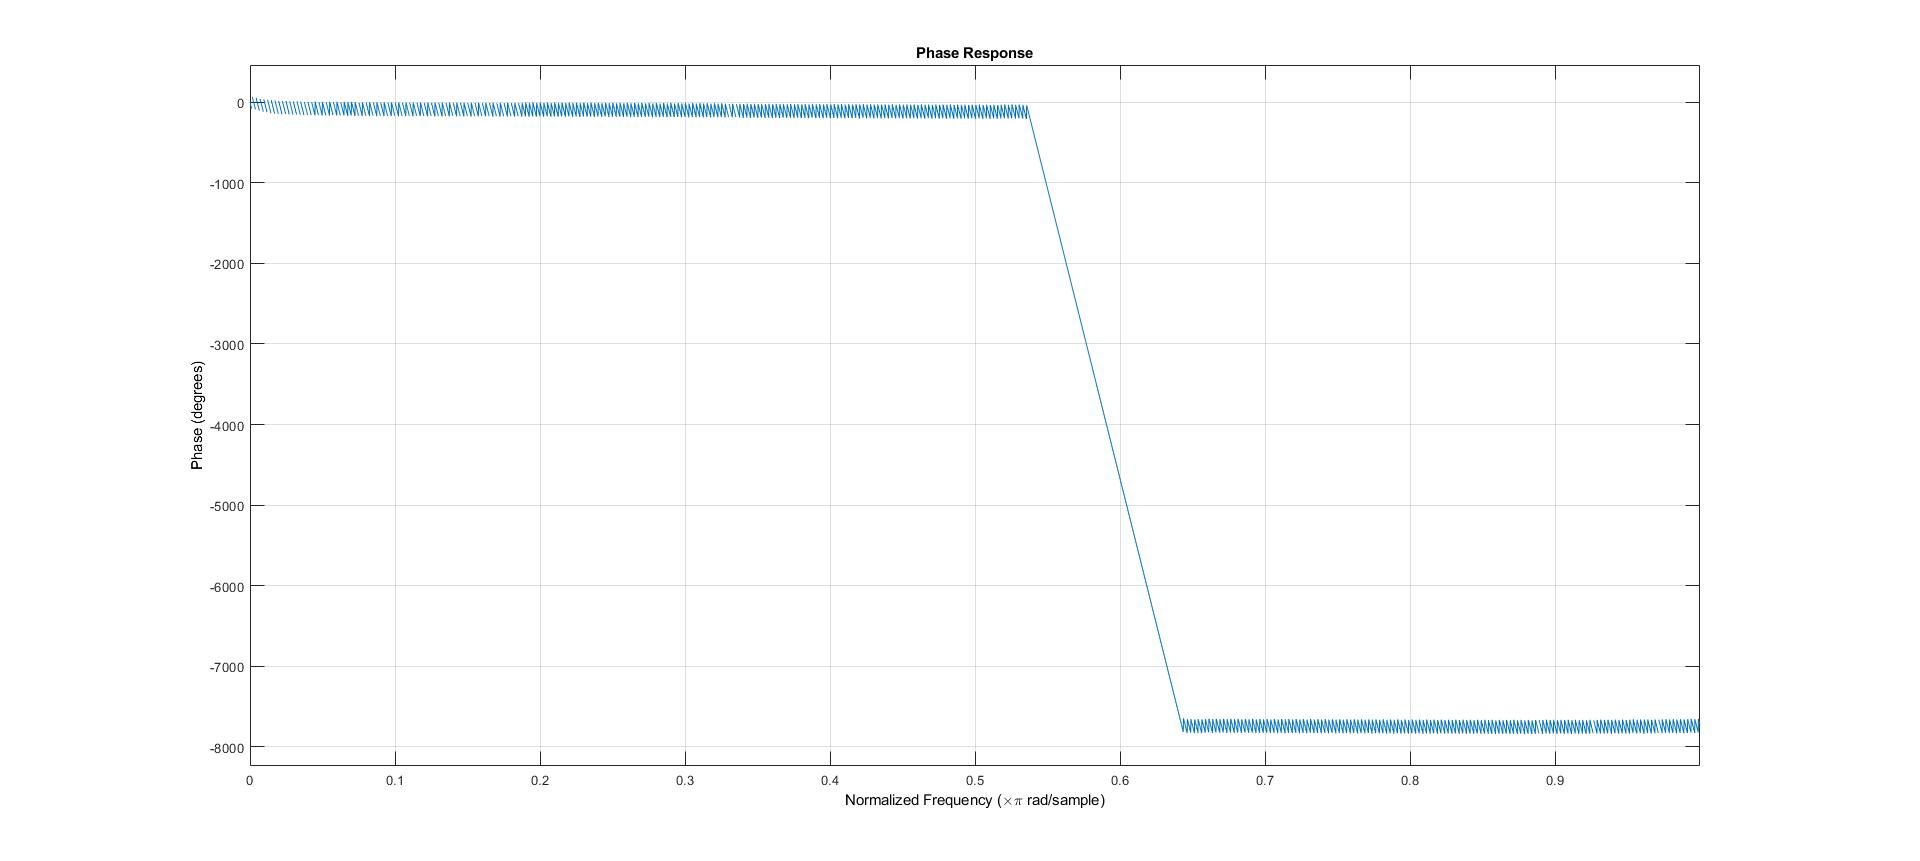 Phase Response
0
-1000
-2000
-3000
-4000
-5000
-6000
-7000
-8000
Phase (degrees)
0 0.1 0.2 0.3 0.4 0.5 0.6 0.7 0.8 0.9
Normalized Frequency (×π rad/sample)